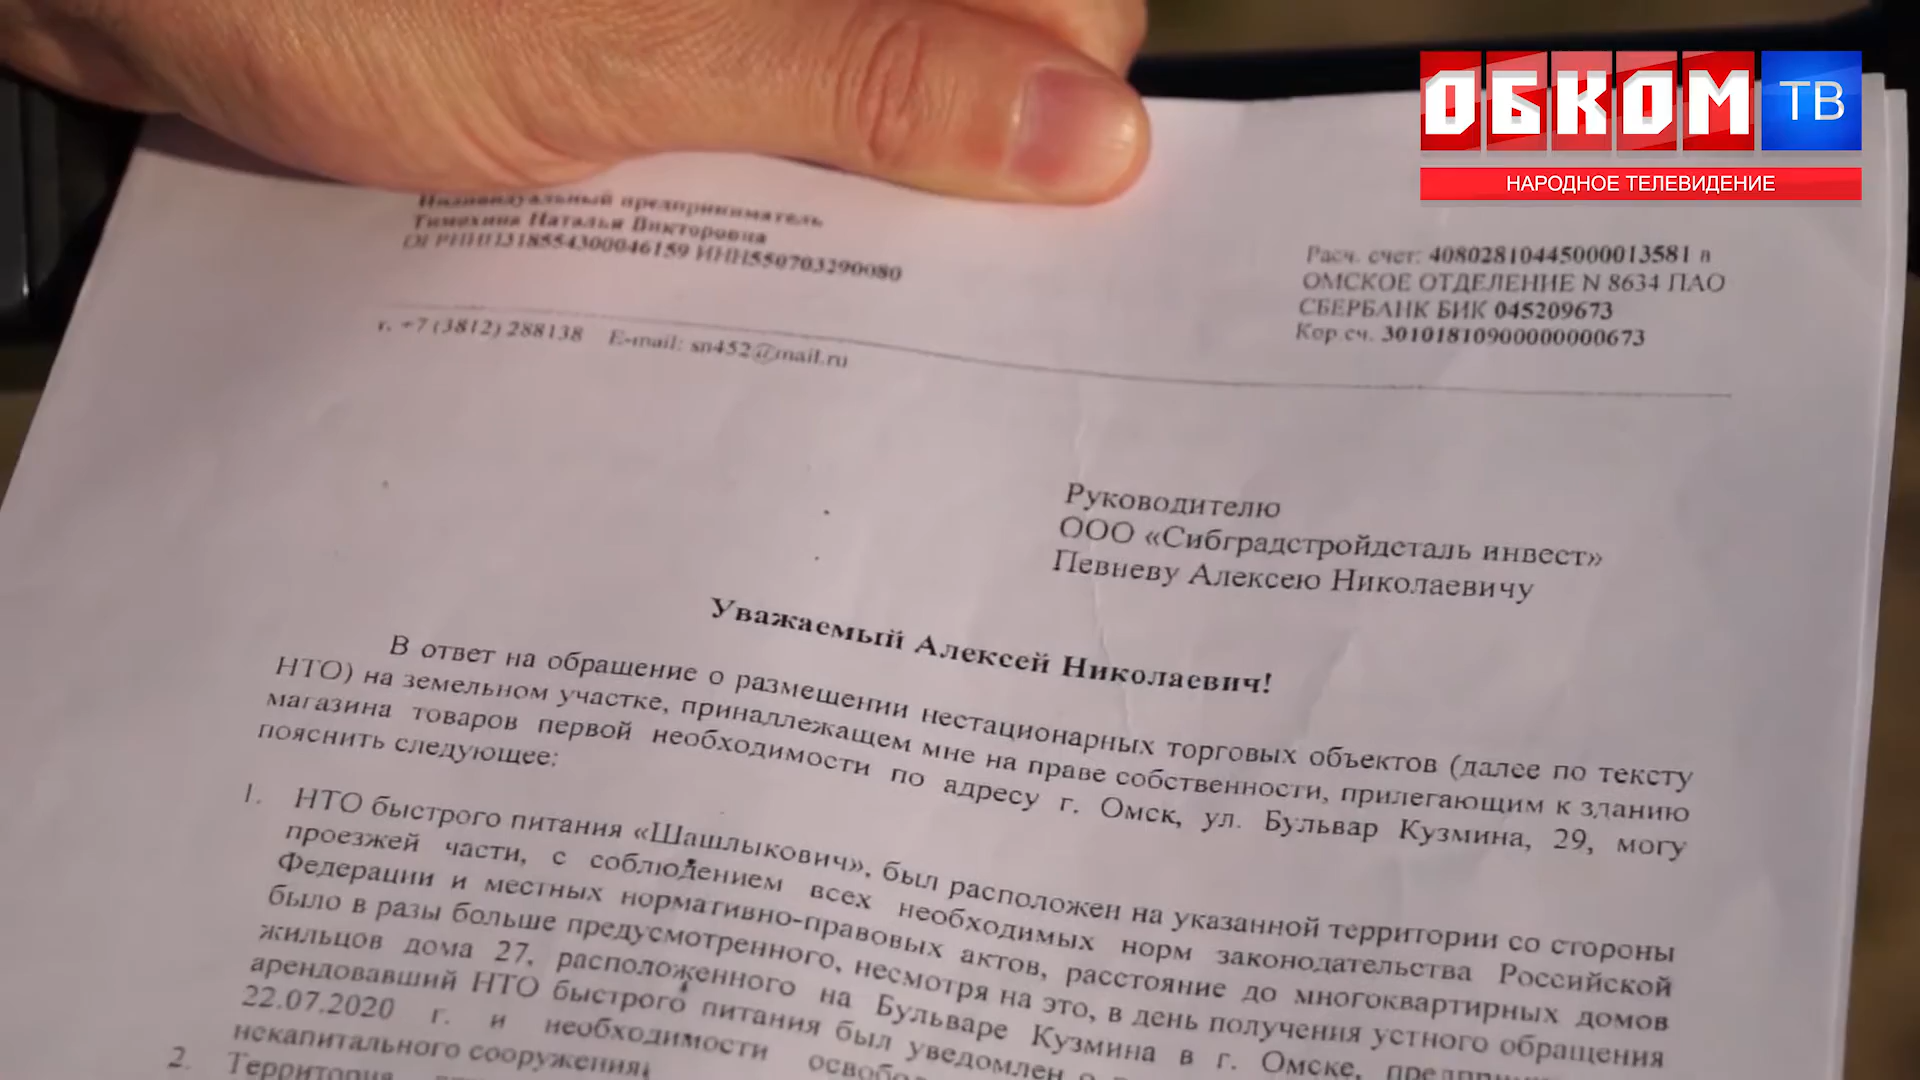 ОБКОМ ТВ
НАРОДНОЕ ТЕЛЕВИДЕНИЕ
Индивидуальный предприниматель
Тимохина Наталья Викторовна
ОГРНИП318554300046159 ИНН550703290080
т. +7 (3812) 288138 E-mail: sn452@mail.ru
Расч. счет: 40802810445000013581 в
ОМСКОЕ ОТДЕЛЕНИЕ N 8634 ПАО
СБЕРБАНК БИК 045209673
Кор.сч. 30101810900000000673
Руководителю
ООО «Сибградстройдеталь инвест»
Певневу Алексею Николаевичу
Уважаемый Алексей Николаевич!
В ответ на обращение о размещении нестационарных торговых объектов (далее по тексту
НТО) на земельном участке, принадлежащем мне на праве собственности, прилегающим к зданию
магазина товаров первой необходимости по адресу г. Омск, ул. Бульвар Кузмина, 29, могу
пояснить следующее:
1. НТО быстрого питания «Шашлыкович», был расположен на указанной территории со стороны
проезжей части, с соблюдением всех необходимых норм законодательства Российской
Федерации и местных нормативно-правовых актов, расстояние до многоквартирных домов
было в разы больше предусмотренного, несмотря на это, в день получения устного обращения
жильцов дома 27, расположенного на Бульваре Кузмина в г. Омске,
арендовавший НТО быстрого питания был уведомлен о
22.07.2020 г. и необходимости
некапитального сооружения;
2. Территория